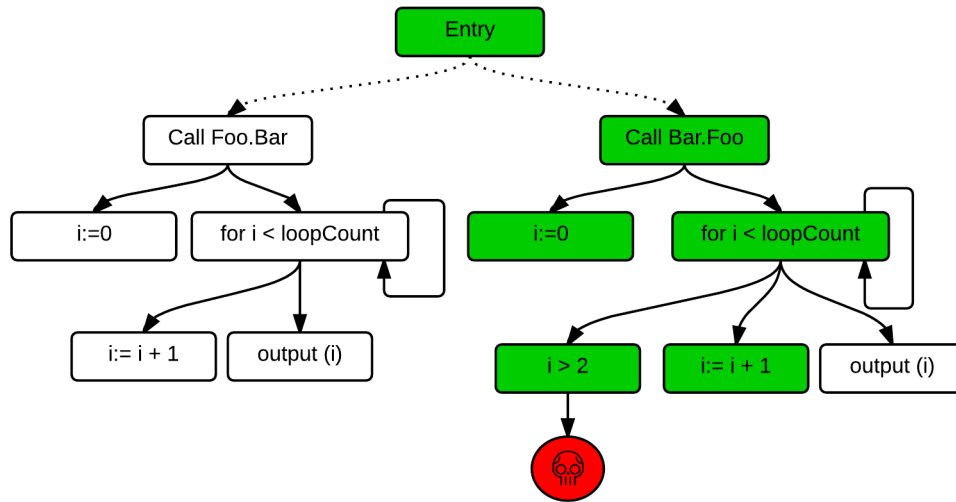 Entry
Call Foo.Bar
Call Bar.Foo
i:=0
for i < loopCount
i:=0
for i < loopCount
i:= i + 1
output (i)
i > 2
i:= i + 1
output (i)